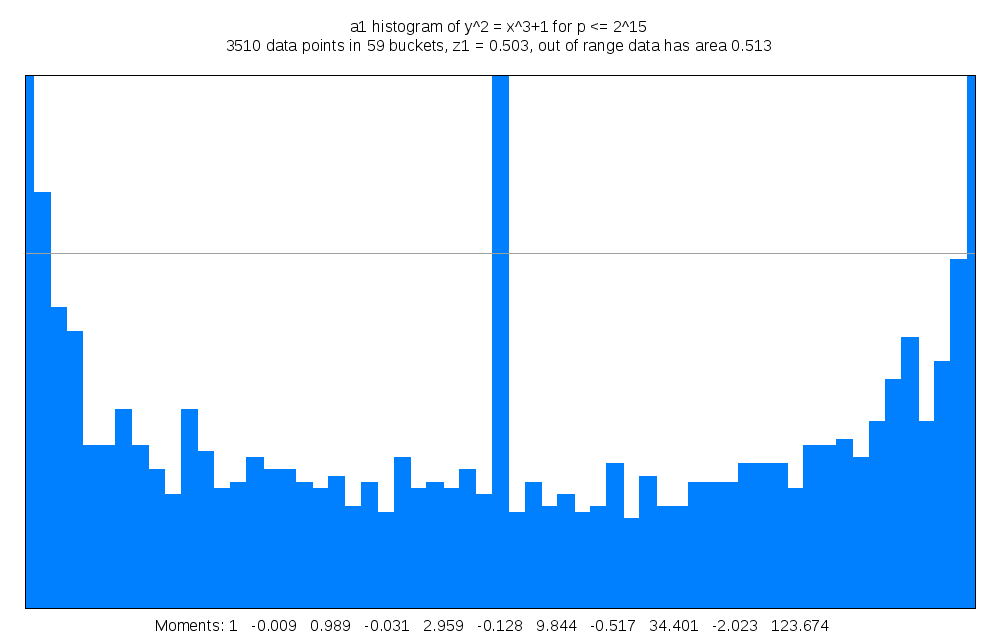 a1 histogram of y^2 = x^3+1 for p <= 2^15
3510 data points in 59 buckets, z1 = 0.503, out of range data has area 0.513
Moments: 1 -0.009 0.989 -0.031 2.959 -0.128 9.844 -0.517 34.401 -2.023 123.674